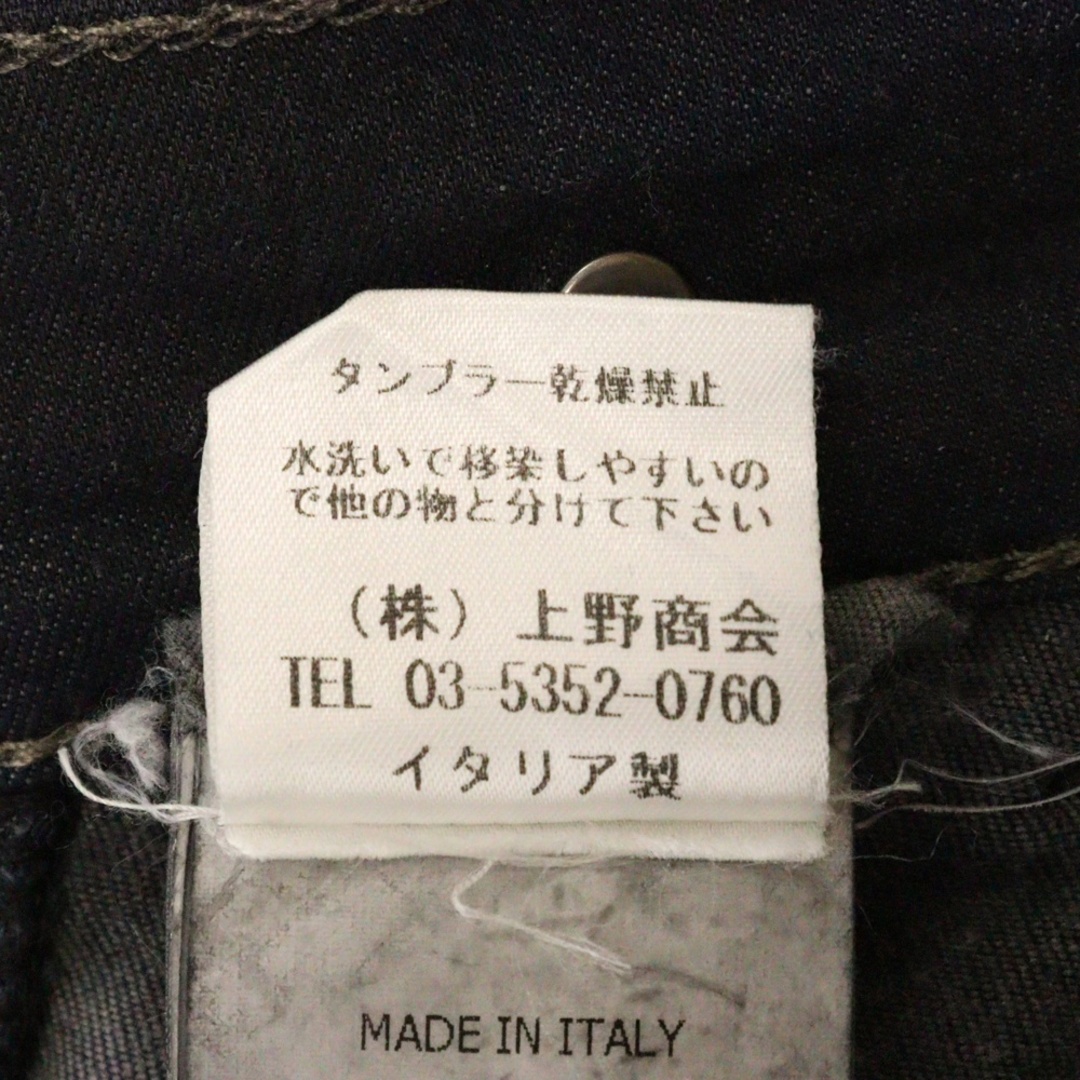 タンブラー乾燥禁止
水洗いで移染しやすいの
で他の物と分けて下さい
（株）上野商会
TEL 03-5352-0760
イタリア製
MADE IN ITALY